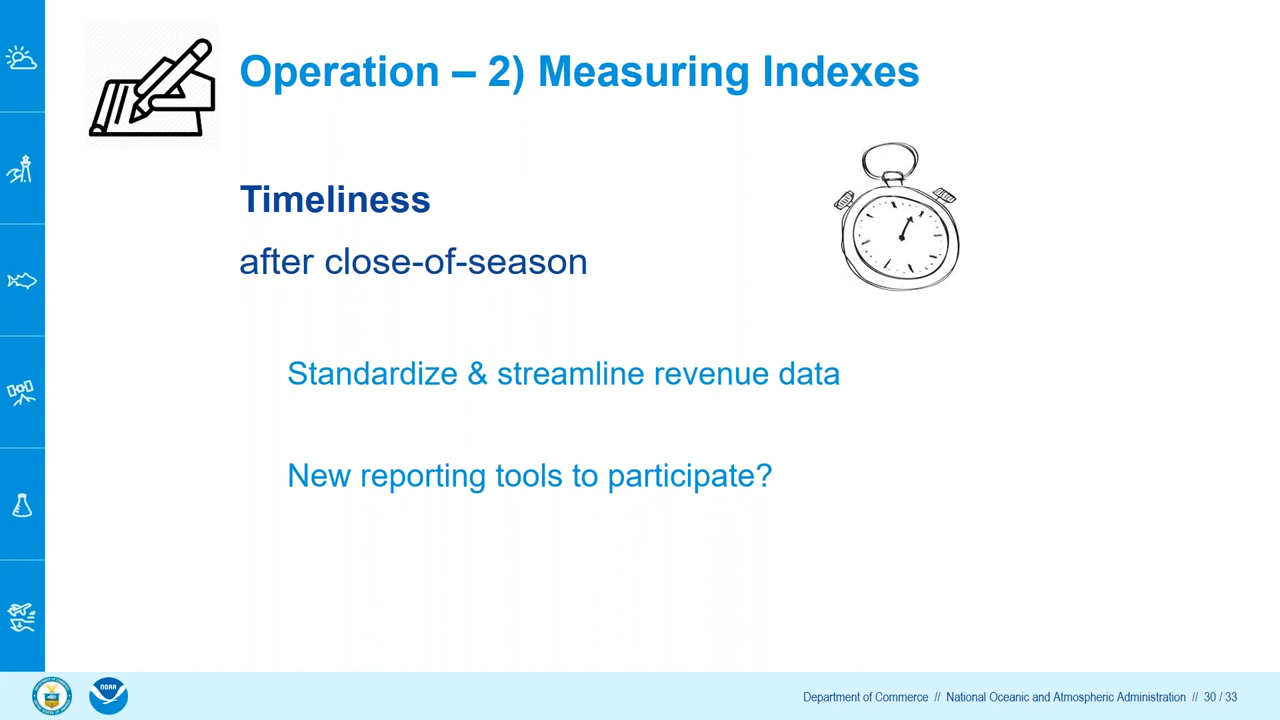 Operation – 2) Measuring Indexes
Timeliness
after close-of-season
Standardize & streamline revenue data
New reporting tools to participate?
NOAA
Department of Commerce // National Oceanic and Atmospheric Administration // 30 / 33